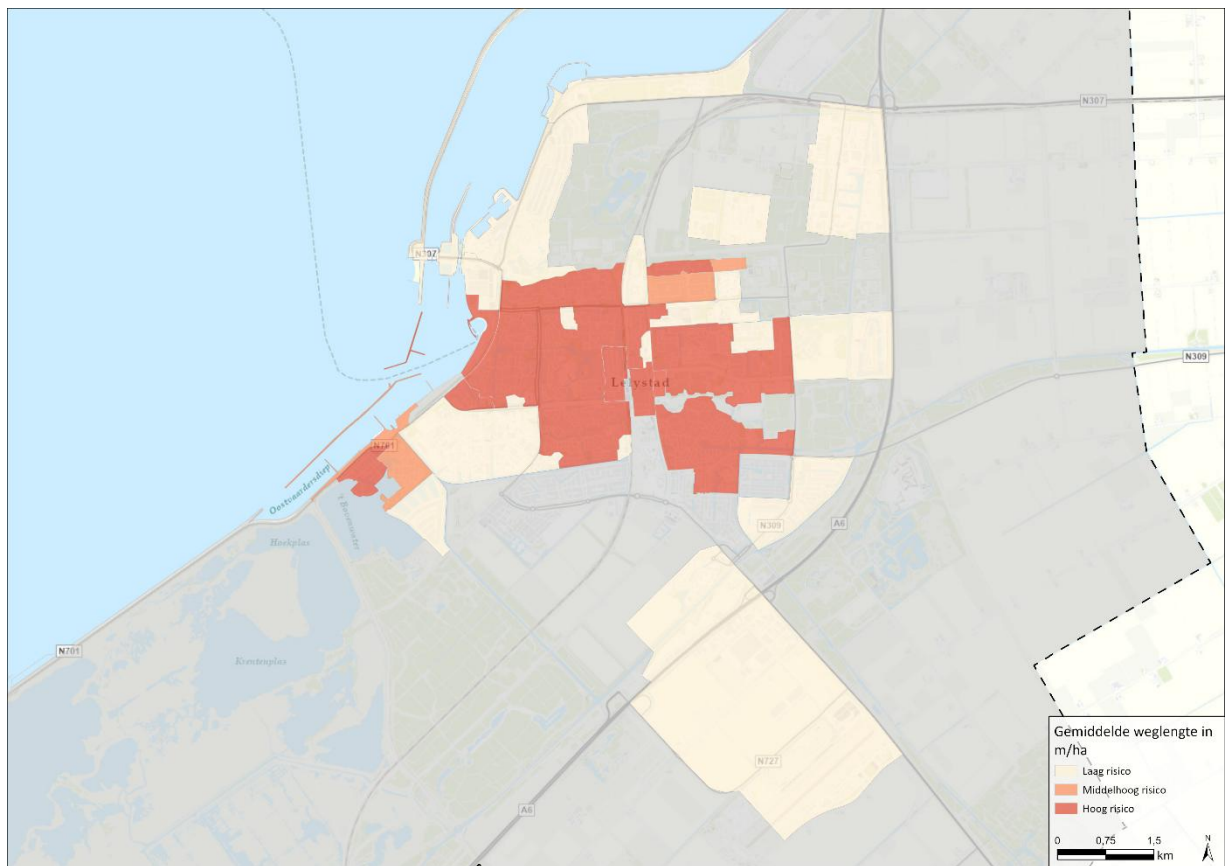 N307
N307
N309
Lelystad
N701
Oostvaardersdiep
't Bovenwater
Hoekplas
N309
A6
Krentenplas
N701
N727
A6
Gemiddelde weglengte in
m/ha
Laag risico
Middelhoog risico
Hoog risico
0 0,75 1,5
km
N